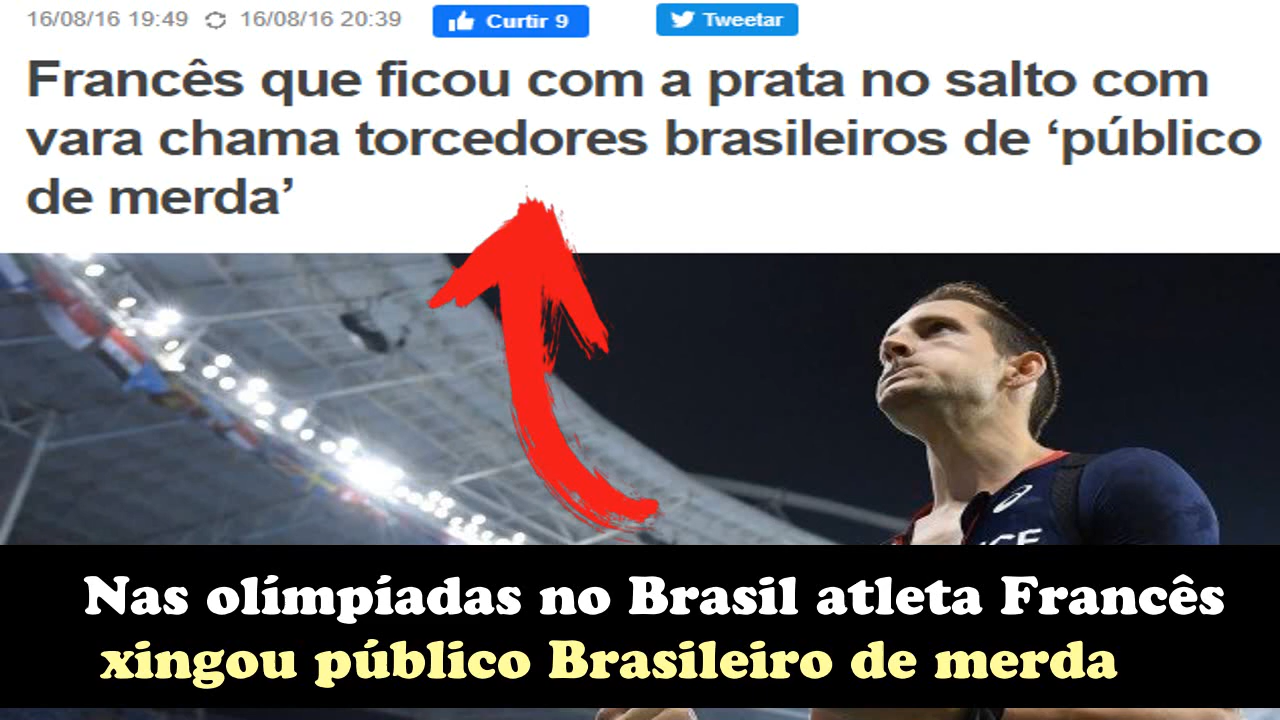 16/08/16 19:49 16/08/16 20:39 Curtir 9 Tweetar
Francês que ficou com a prata no salto com
vara chama torcedores brasileiros de ‘público
de merda’
Nas olímpíadas no Brasil atleta Francês
xingou público Brasileiro de merda